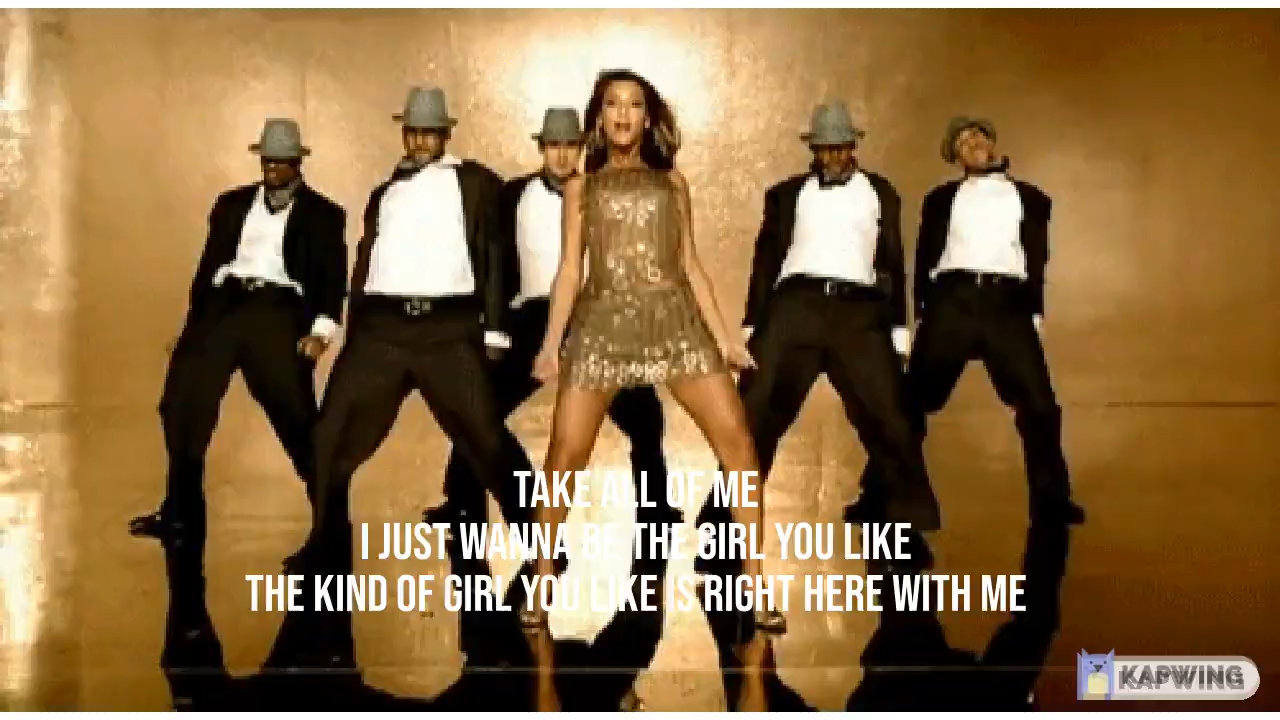 TAKE ALL OF ME
I JUST WANNA BE THE GIRL YOU LIKE
THE KIND OF GIRL YOU LIKE IS RIGHT HERE WITH ME
KAPWING